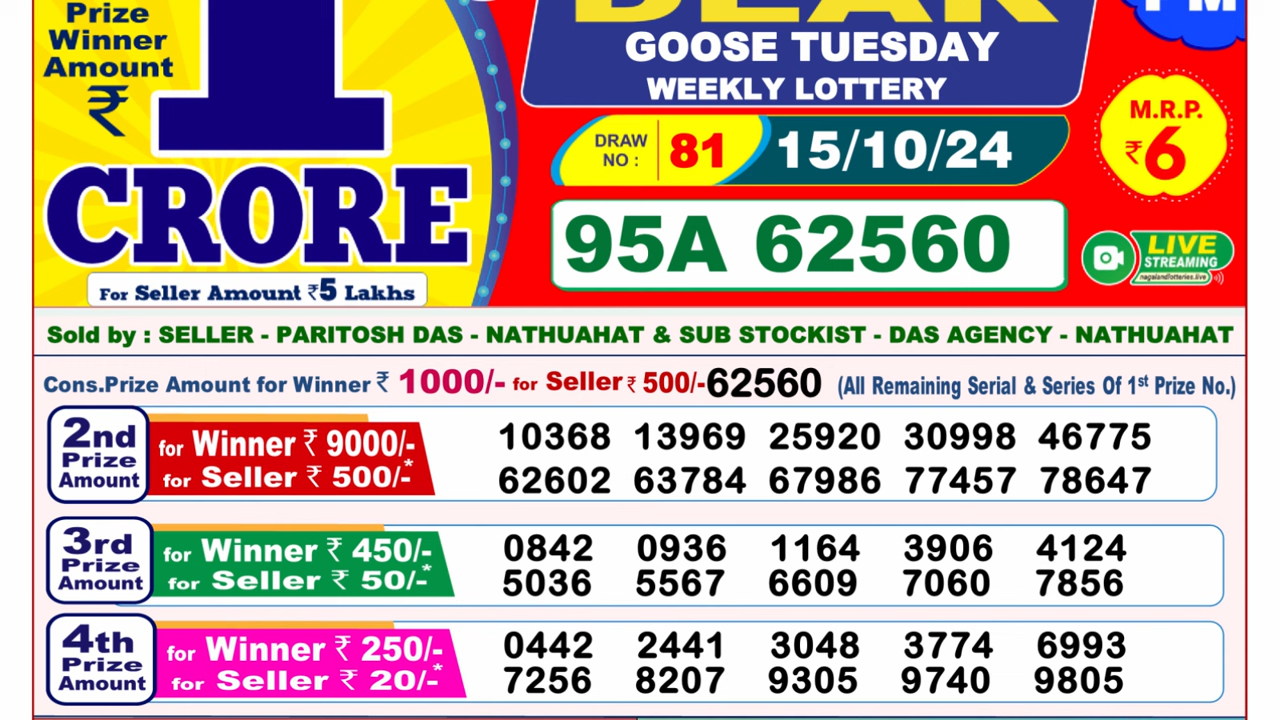 Prize
Winner
Amount
₹
1
CRORE
For Seller Amount ₹5 Lakhs
DEAR
GOOSE TUESDAY
WEEKLY LOTTERY
PM
DRAW NO : 81 15/10/24
M.R.P.
₹6
95A 62560
LIVE
STREAMING
nagalandlotteries.live
Sold by : SELLER - PARITOSH DAS - NATHUAHAT & SUB STOCKIST - DAS AGENCY - NATHUAHAT
Cons.Prize Amount for Winner ₹ 1000/- for Seller ₹ 500/- 62560 (All Remaining Serial & Series Of 1st Prize No.)
2nd
Prize
Amount
for Winner ₹ 9000/-
for Seller ₹ 500/-*
10368 13969 25920 30998 46775
62602 63784 67986 77457 78647
3rd
Prize
Amount
for Winner ₹ 450/-
for Seller ₹ 50/-*
0842 0936 1164 3906 4124
5036 5567 6609 7060 7856
4th
Prize
Amount
for Winner ₹ 250/-
for Seller ₹ 20/-*
0442 2441 3048 3774 6993
7256 8207 9305 9740 9805